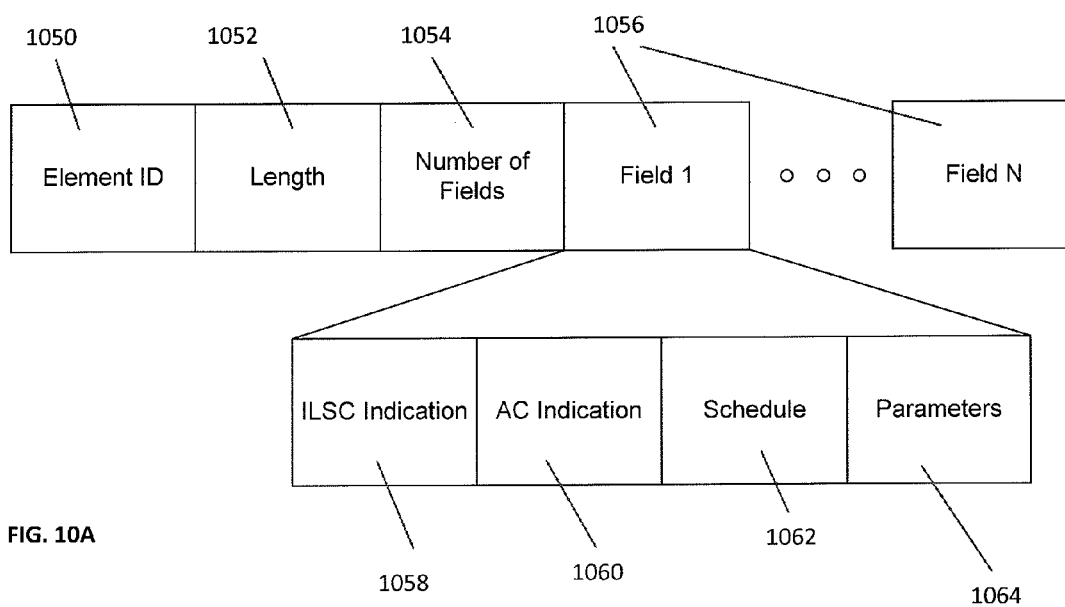 1050
1052
1054
1056
Element ID
Length
Number of
Fields
Field 1
Field N
ILSC Indication
AC Indication
Schedule
Parameters
FIG. 10A
1058
1060
1062
1064